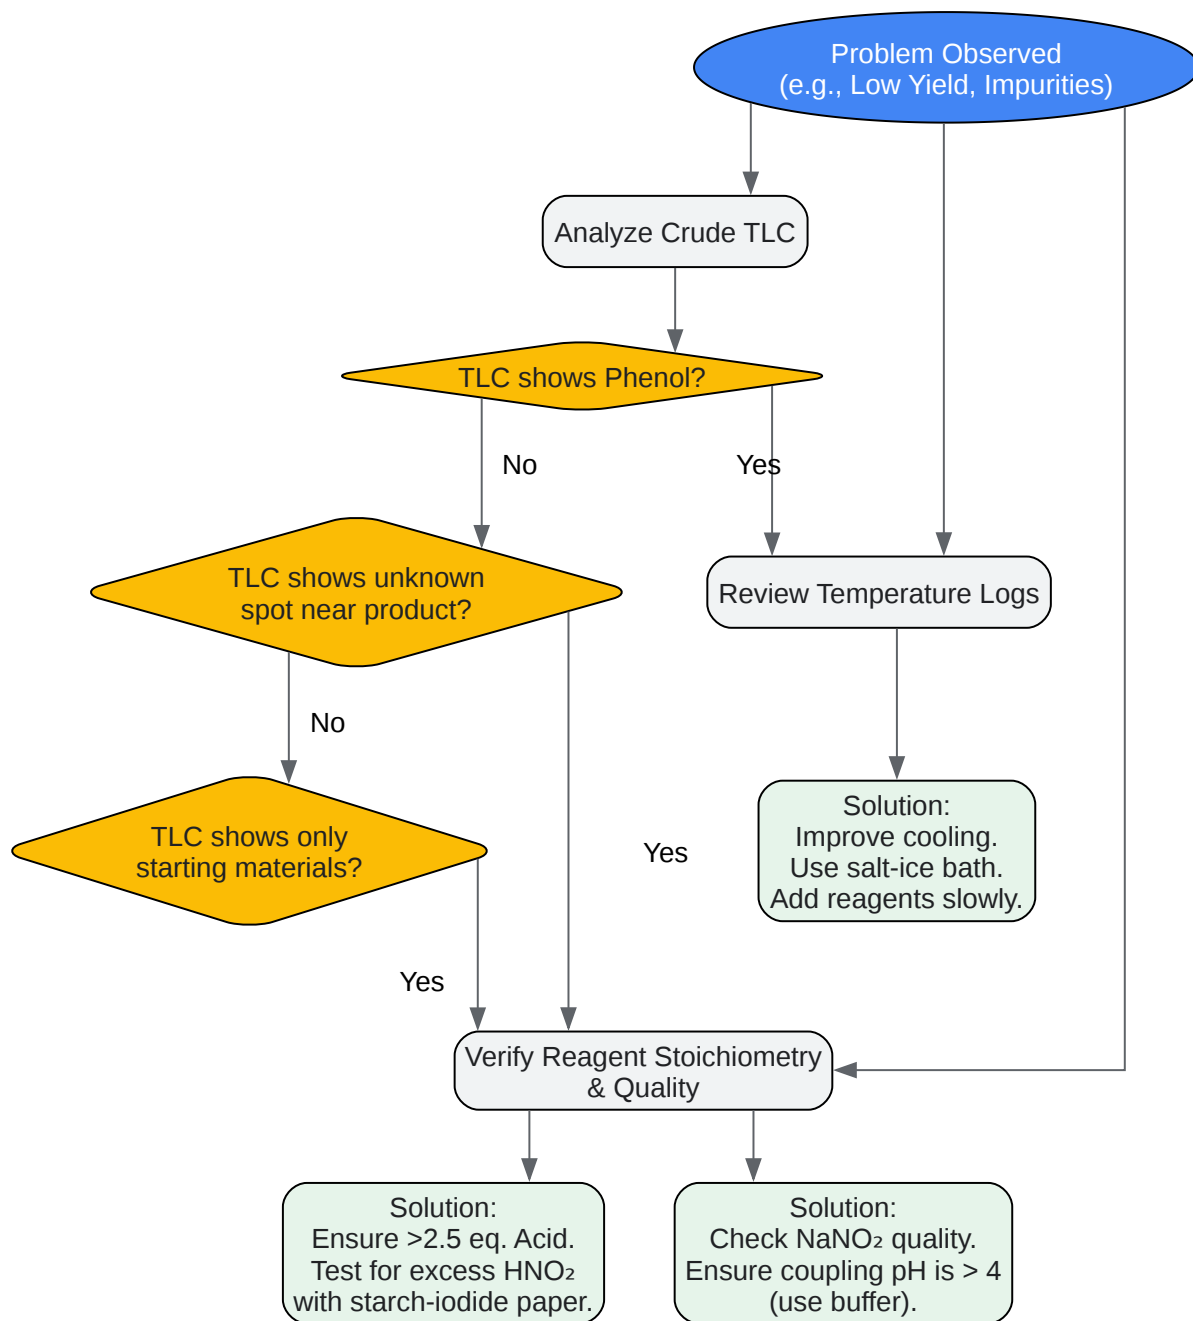 Problem Observed
(e.g., Low Yield, Impurities)
Analyze Crude TLC
TLC shows Phenol?
No
Yes
TLC shows unknown
spot near product?
Review Temperature Logs
No
TLC shows only
starting materials?
Yes
Solution:
Improve cooling.
Use salt-ice bath.
Add reagents slowly.
Yes
Verify Reagent Stoichiometry
& Quality
Solution:
Ensure >2.5 eq. Acid.
Test for excess HNO₂
with starch-iodide paper.
Solution:
Check NaNO₂ quality.
Ensure coupling pH is > 4
(use buffer).